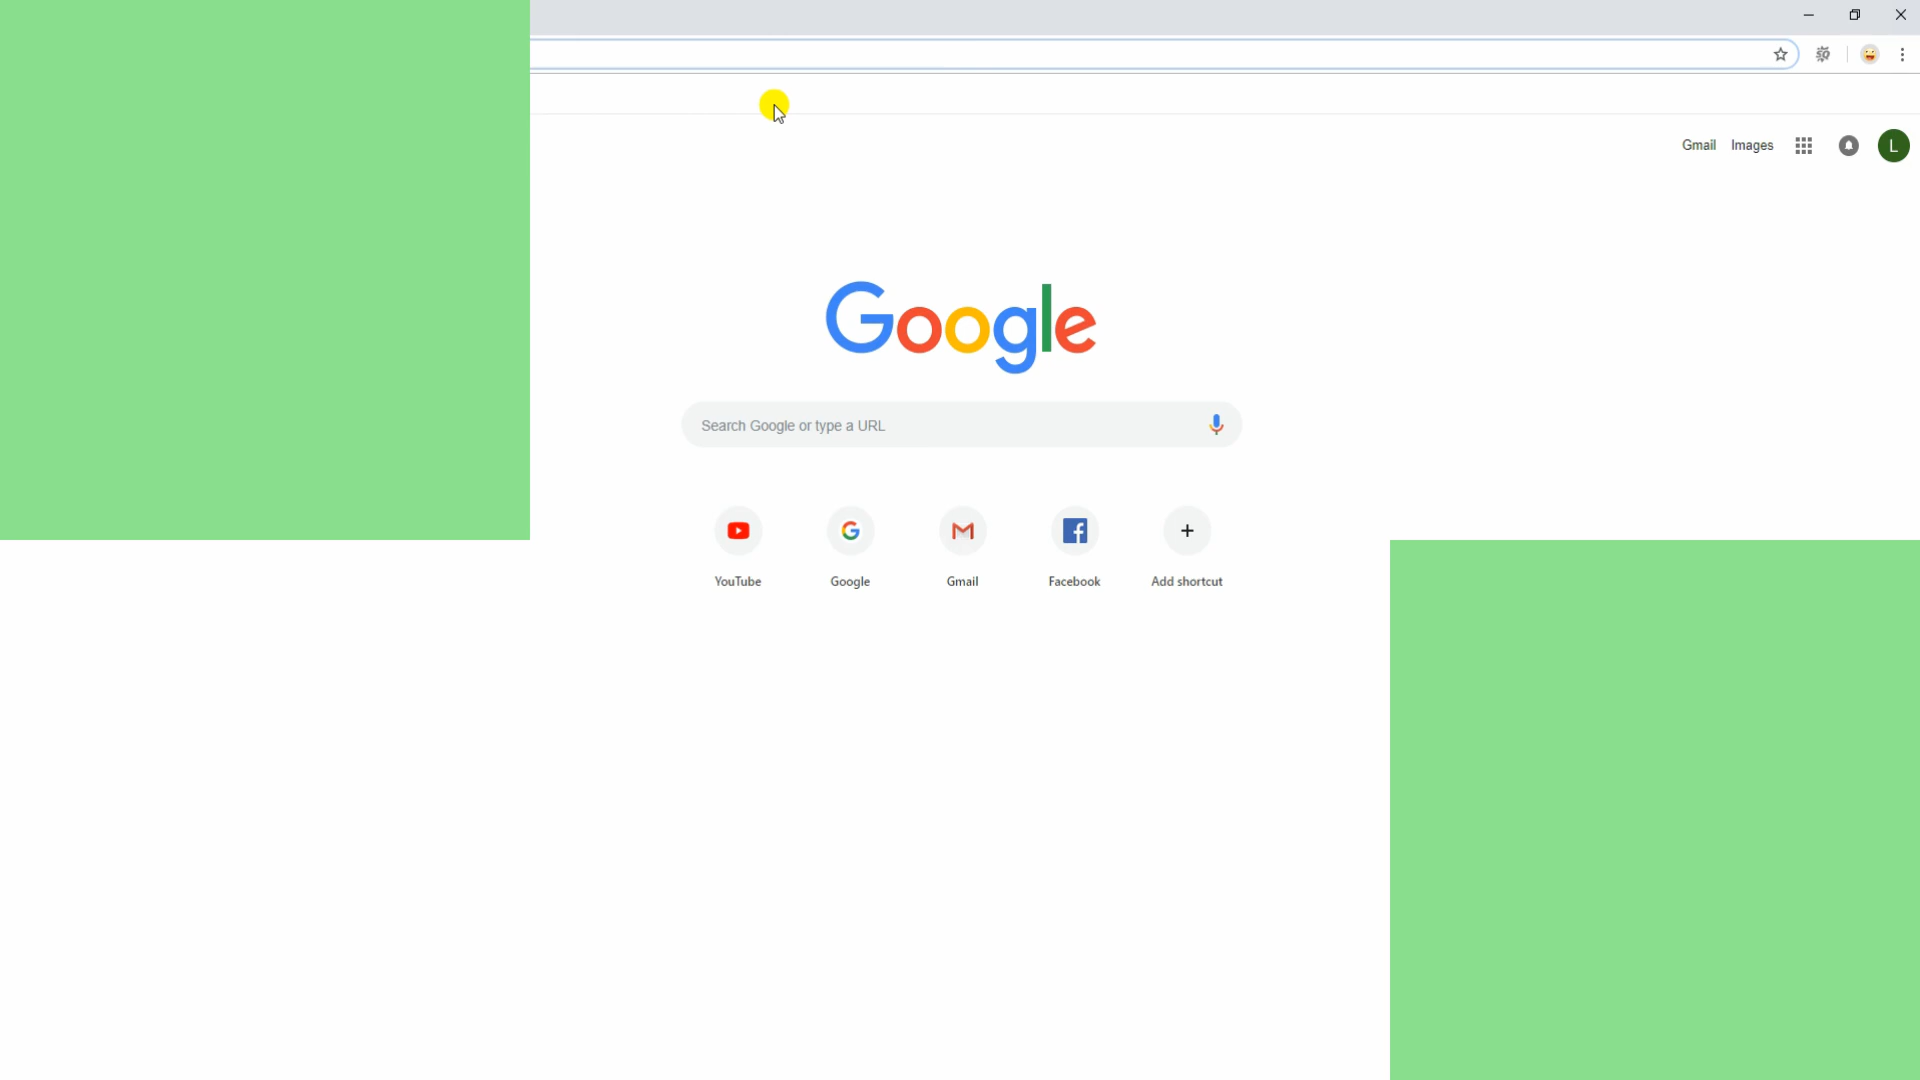 Gmail Images
L
Google
Search Google or type a URL
YouTube Google Gmail Facebook Add shortcut